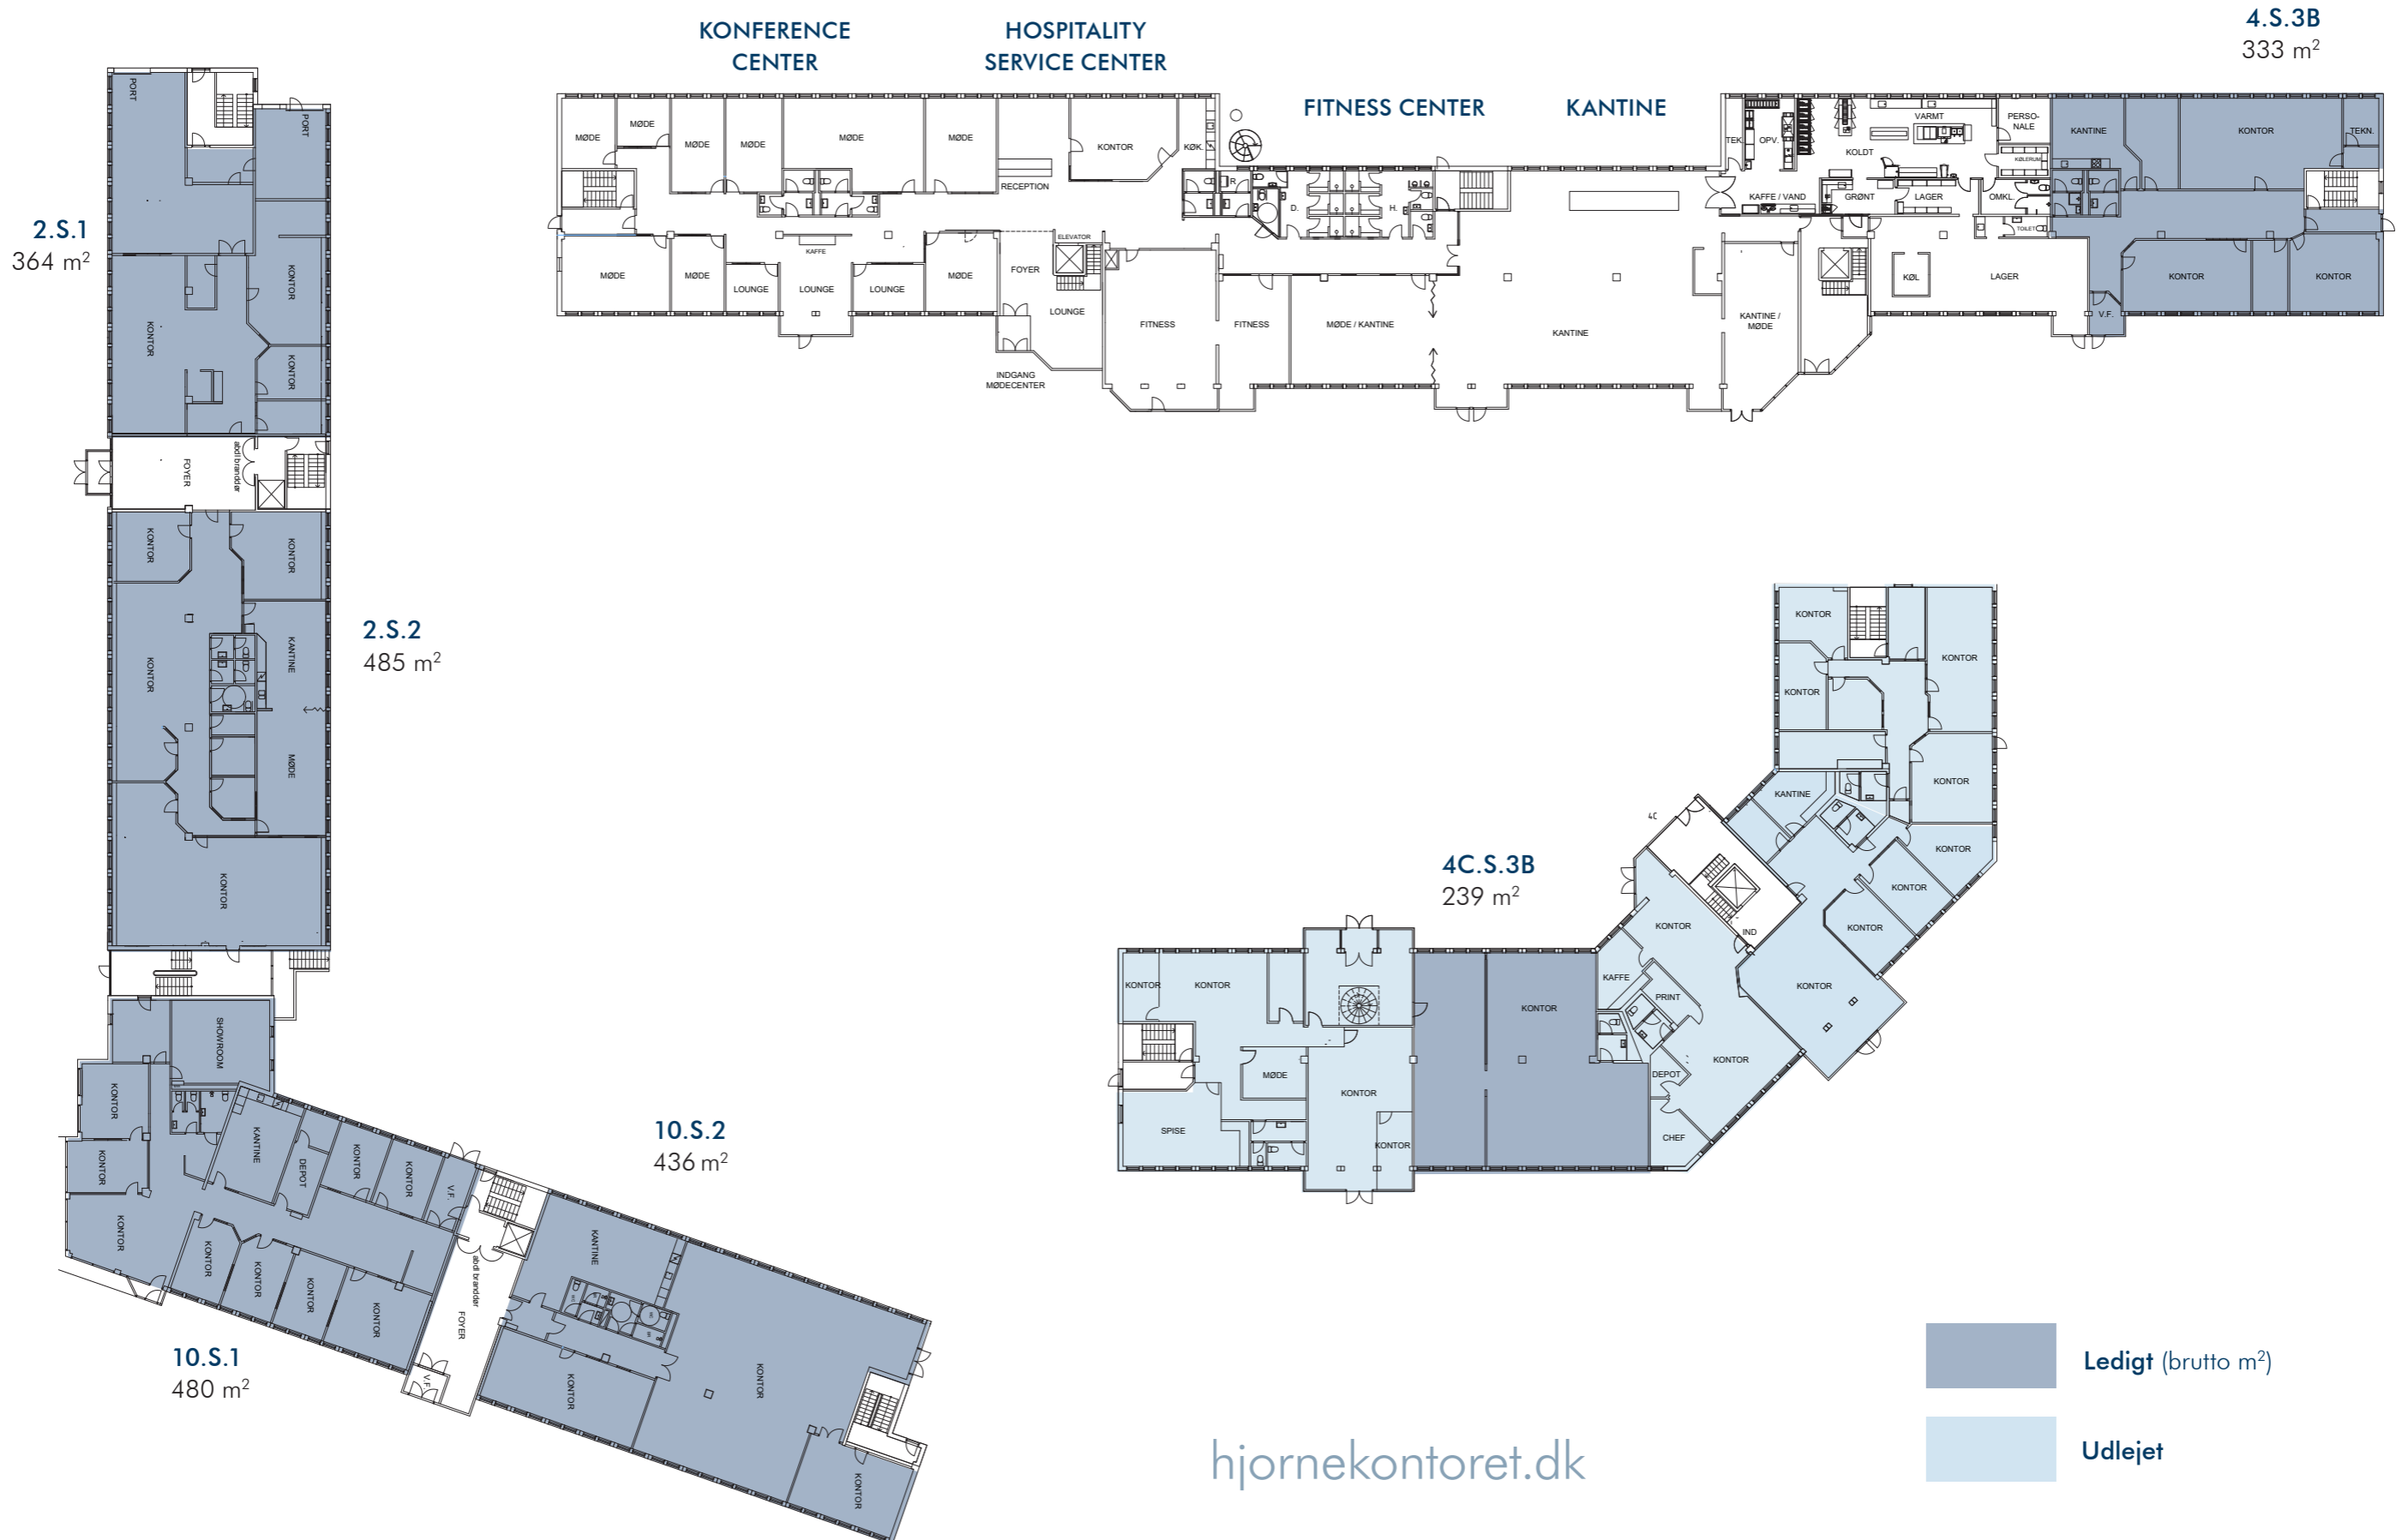 KONFERENCE
CENTER
HOSPITALITY
SERVICE CENTER
FITNESS CENTER
KANTINE
4.S.3B
333 m²
MØDE
MØDE
MØDE
MØDE
MØDE
MØDE
KONTOR
KØK.
RECEPTION
R
D.
H.
ELEVATOR
KAFFE
MØDE
MØDE
LOUNGE
LOUNGE
LOUNGE
MØDE
FOYER
LOUNGE
INDGANG
MØDECENTER
FITNESS
FITNESS
MØDE / KANTINE
KANTINE
KANTINE /
MØDE
TEK.
OPV.
VARMT
KOLDT
PERSO-
NALE
KØLERUM
KAFFE / VAND
GRØNT
LAGER
OMKL.
TOILET
KØL
LAGER
KANTINE
KONTOR
TEKN.
KONTOR
KONTOR
V.F.
2.S.1
364 m²
PORT
PORT
KONTOR
KONTOR
KONTOR
FOYER
abdl branddør
2.S.2
485 m²
KONTOR
KONTOR
KONTOR
KANTINE
MØDE
KONTOR
SHOWROOM
KONTOR
KONTOR
KONTOR
KANTINE
DEPOT
KONTOR
KONTOR
V.F.
KONTOR
KONTOR
KONTOR
KONTOR
10.S.1
480 m²
abdl branddør
FOYER
V.F.
10.S.2
436 m²
KANTINE
KONTOR
KONTOR
KONTOR
4C.S.3B
239 m²
KONTOR
KONTOR
MØDE
SPISE
KONTOR
KONTOR
KONTOR
KONTOR
KAFFE
PRINT
KONTOR
DEPOT
CHEF
4C
IND
KONTOR
KONTOR
KONTOR
KONTOR
KANTINE
KONTOR
KONTOR
KONTOR
KONTOR
Ledigt (brutto m²)
Udlejet
hjornekontoret.dk